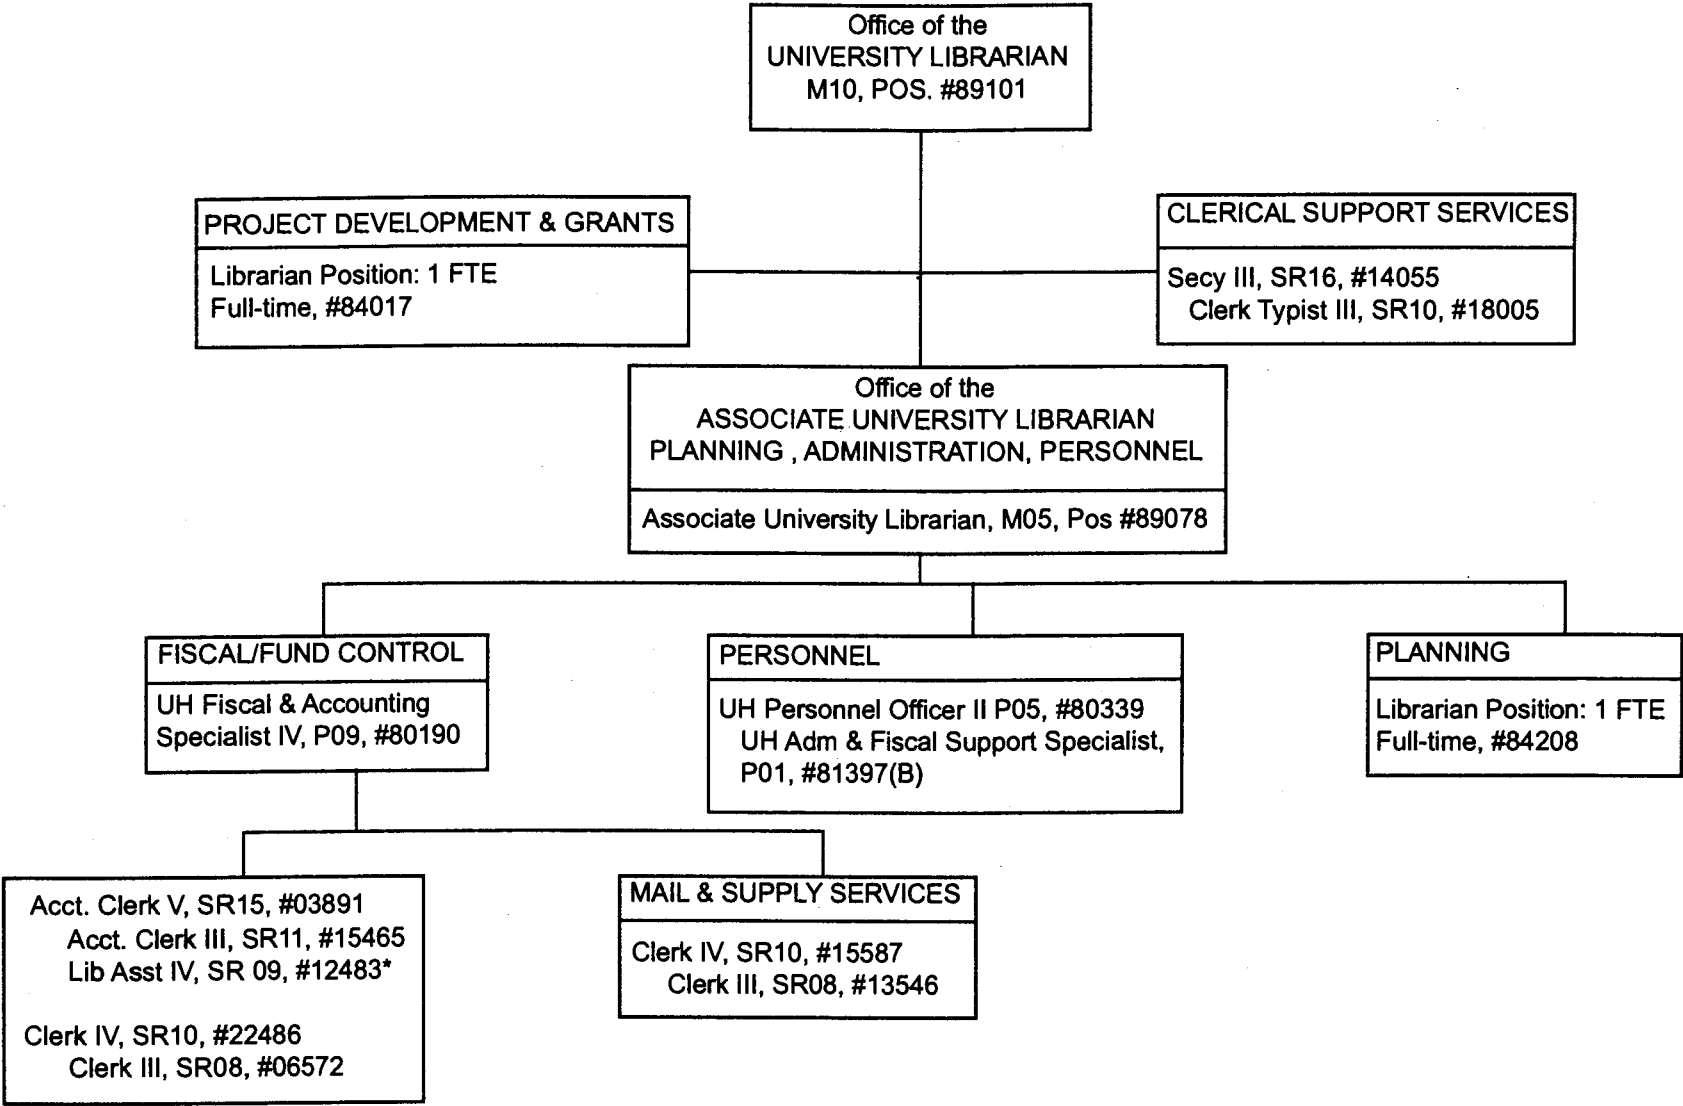 Office of the
UNIVERSITY LIBRARIAN
M10, POS. #89101
PROJECT DEVELOPMENT & GRANTS
Librarian Position: 1 FTE
Full-time, #84017
CLERICAL SUPPORT SERVICES
Secy III, SR16, #14055
Clerk Typist III, SR10, #18005
Office of the
ASSOCIATE UNIVERSITY LIBRARIAN
PLANNING , ADMINISTRATION, PERSONNEL
Associate University Librarian, M05, Pos #89078
FISCAL/FUND CONTROL
UH Fiscal & Accounting
Specialist IV, P09, #80190
PERSONNEL
UH Personnel Officer II P05, #80339
UH Adm & Fiscal Support Specialist,
P01, #81397(B)
PLANNING
Librarian Position: 1 FTE
Full-time, #84208
Acct. Clerk V, SR15, #03891
Acct. Clerk III, SR11, #15465
Lib Asst IV, SR 09, #12483*
Clerk IV, SR10, #22486
Clerk III, SR08, #06572
MAIL & SUPPLY SERVICES
Clerk IV, SR10, #15587
Clerk III, SR08, #13546